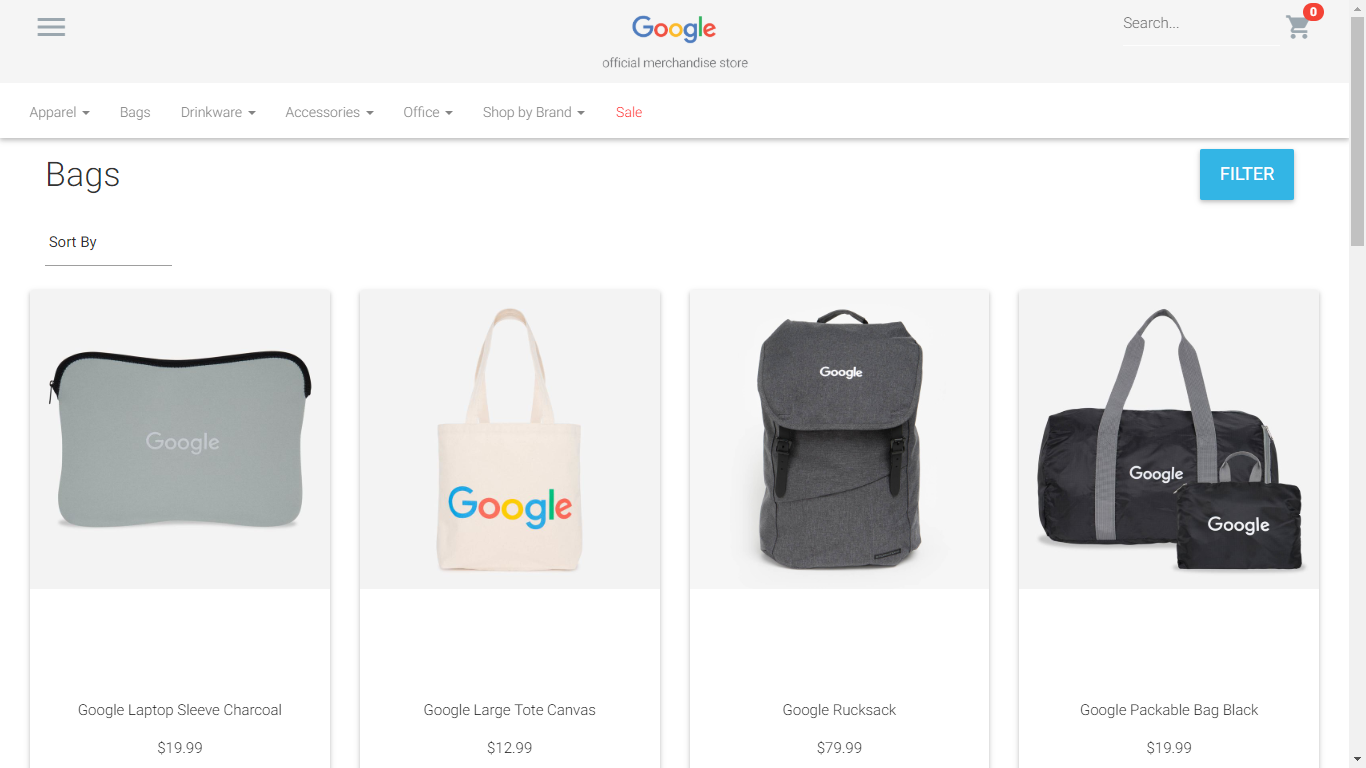 Google
official merchandise store
Search...
0
Apparel Bags Drinkware Accessories Office Shop by Brand Sale
Bags
FILTER
Sort By
Google
Google
Google
Google
Google
Google Laptop Sleeve Charcoal
$19.99
Google Large Tote Canvas
$12.99
Google Rucksack
$79.99
Google Packable Bag Black
$19.99